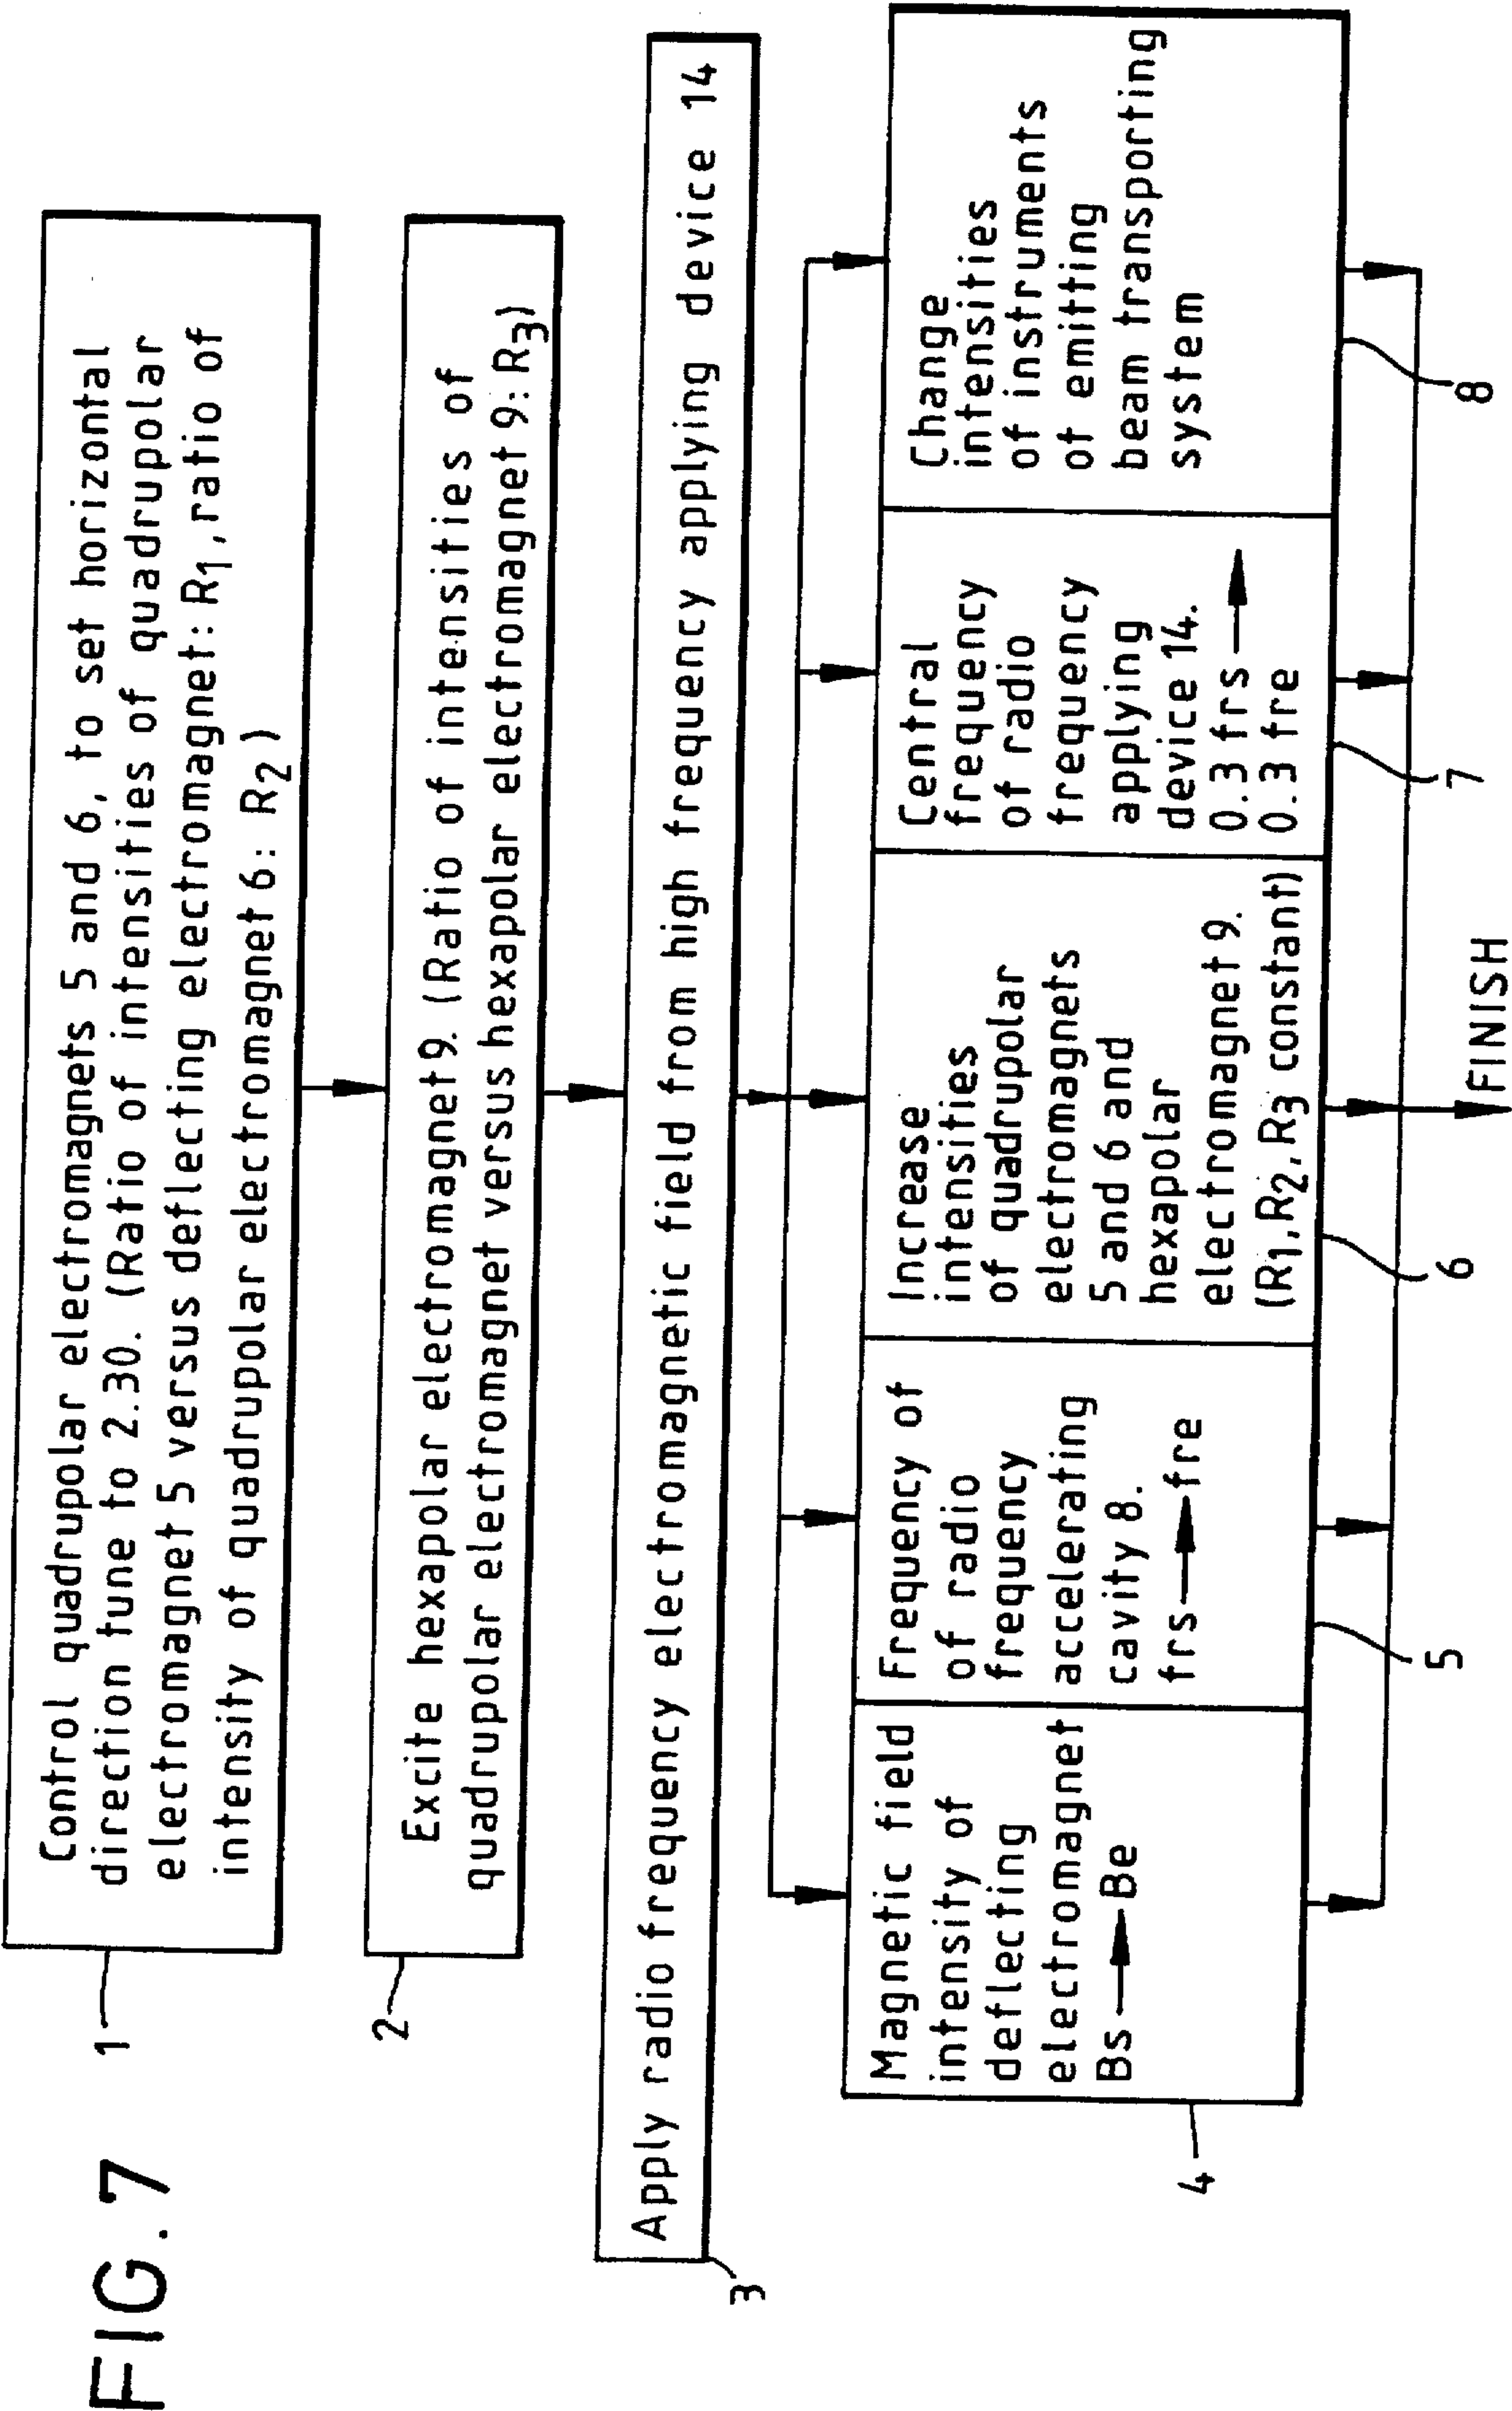 FIG.7
1
Control quadrupolar electromagnets 5 and 6, to set horizontal
direction tune to 2.30. (Ratio of intensities of quadrupolar
electromagnet 5 versus deflecting electromagnet: R1, ratio of
intensity of quadrupolar electromagnet 6: R2)
2
Excite hexapolar electromagnet 9. (Ratio of intensities of
quadrupolar electromagnet versus hexapolar electromagnet 9: R3)
3
Apply radio frequency electromagnetic field from high frequency applying device 14
4
Magnetic field
intensity of
deflecting
electromagnet
Bs → Be
5
Frequency of
of radio
frequency
accelerating
cavity 8.
frs → fre
6
Increase
intensities
of quadrupolar
electromagnets
5 and 6 and
hexapolar
electromagnet 9.
(R1, R2, R3 constant)
7
Central
frequency
of radio
frequency
applying
device 14.
0.3 frs →
0.3 fre
8
Change
intensities
of instruments
of emitting
beam transporting
system
FINISH